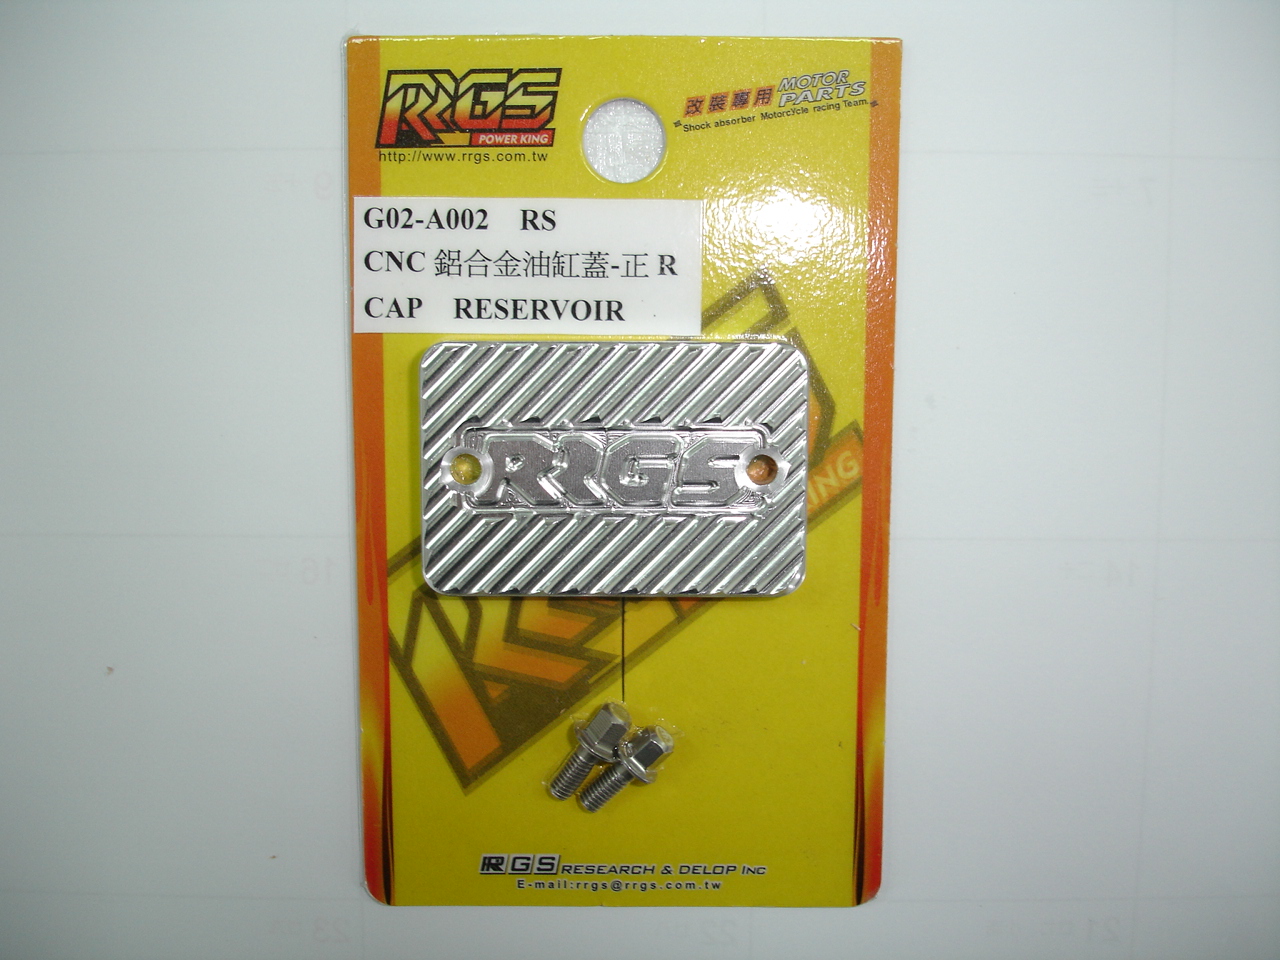 RRGS
POWER KING
http://www.rrgs.com.tw
改裝專用 MOTOR PARTS
Shock absorber Motorcycle racing Team
G02-A002 RS
CNC 鋁合金油缸蓋-正 R
CAP RESERVOIR
RRGS
ING
RRGS RESEARCH & DELOP INC
E-mail:rrgs@rrgs.com.tw